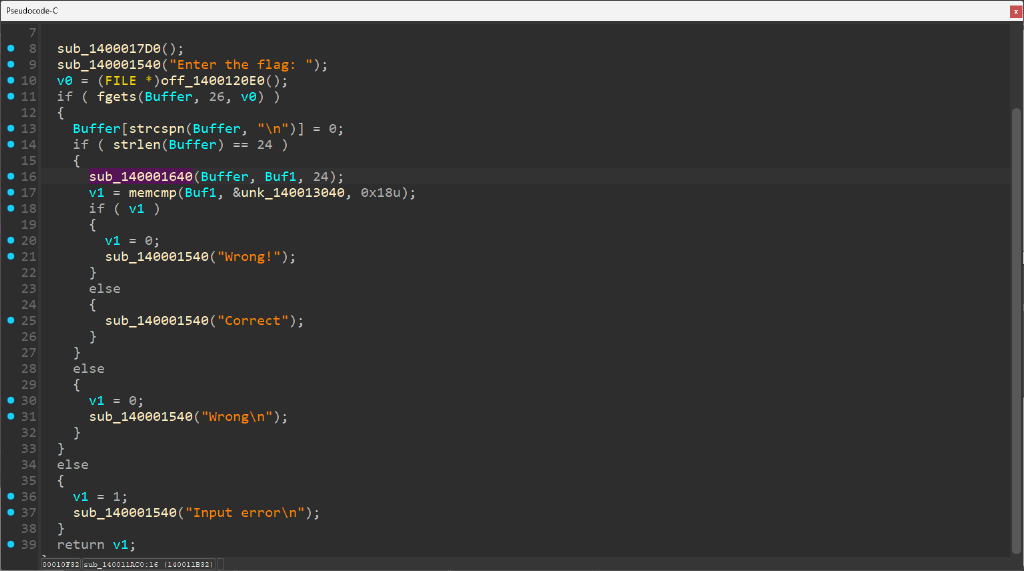 Pseudocode-C
x
7
8 sub_1400017D0();
9 sub_140001540("Enter the flag: ");
10 v0 = (FILE *)off_1400120E0();
11 if ( fgets(Buffer, 26, v0) )
12 {
13 Buffer[strcspn(Buffer, "\n")] = 0;
14 if ( strlen(Buffer) == 24 )
15 {
16 sub_140001640(Buffer, Buf1, 24);
17 v1 = memcmp(Buf1, &unk_140013040, 0x18u);
18 if ( v1 )
19 {
20 v1 = 0;
21 sub_140001540("Wrong!");
22 }
23 else
24 {
25 sub_140001540("Correct");
26 }
27 }
28 else
29 {
30 v1 = 0;
31 sub_140001540("Wrong\n");
32 }
33 }
34 else
35 {
36 v1 = 1;
37 sub_140001540("Input error\n");
38 }
39 return v1;
00010F32 sub_140011AC0:16 (140011B32)